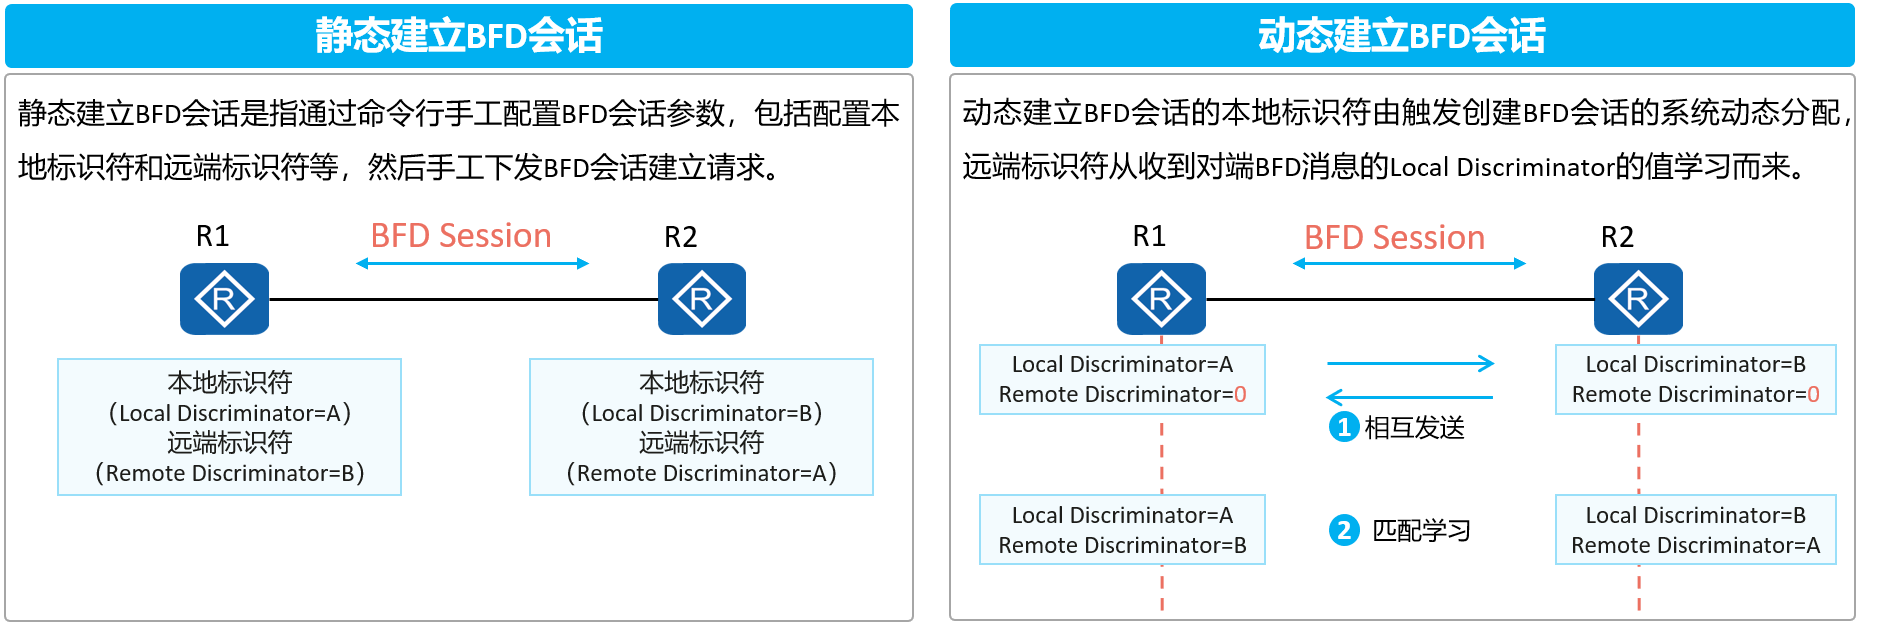 静态建立BFD会话
静态建立BFD会话是指通过命令行手工配置BFD会话参数，包括配置本
地标识符和远端标识符等，然后手工下发BFD会话建立请求。
R1
BFD Session
R2
R
R
本地标识符
（Local Discriminator=A）
远端标识符
（Remote Discriminator=B）
本地标识符
（Local Discriminator=B）
远端标识符
（Remote Discriminator=A）
动态建立BFD会话
动态建立BFD会话的本地标识符由触发创建BFD会话的系统动态分配，
远端标识符从收到对端BFD消息的Local Discriminator的值学习而来。
R1
BFD Session
R2
R
R
Local Discriminator=A
Remote Discriminator=0
Local Discriminator=B
Remote Discriminator=0
1 相互发送
Local Discriminator=A
Remote Discriminator=B
2 匹配学习
Local Discriminator=B
Remote Discriminator=A